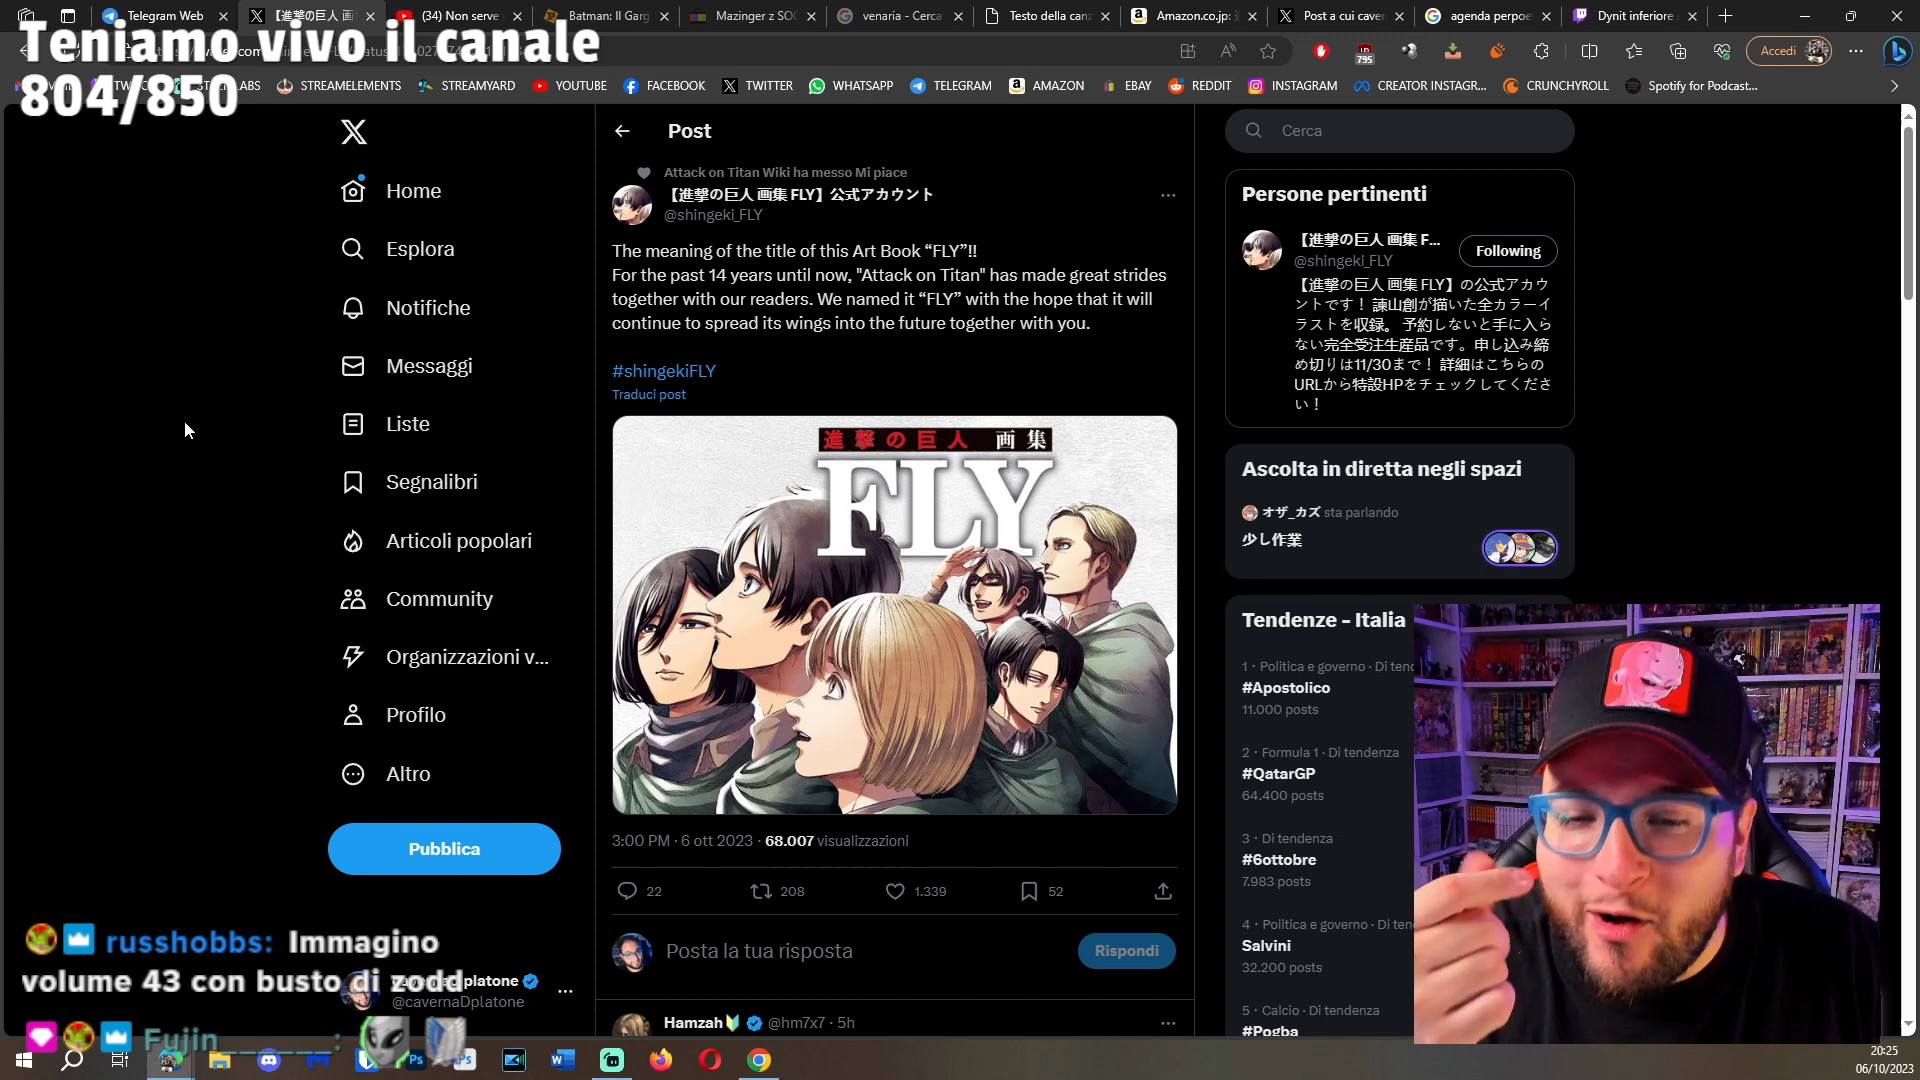 Teniamo vivo il canale
804/850
Telegram Web
【進撃の巨人 画
(34) Non serve
Batman: Il Garg
Mazinger z SO
venaria - Cerca
Testo della canz
Amazon.co.jp:
Post a cui caver
agenda perpoe
Dynit inferiore
Accedi
795
STREAMELEMENTS
STREAMYARD
YOUTUBE
FACEBOOK
TWITTER
WHATSAPP
TELEGRAM
AMAZON
EBAY
REDDIT
INSTAGRAM
CREATOR INSTAGR...
CRUNCHYROLL
Spotify for Podcast...
Home
Esplora
Notifiche
Messaggi
Liste
Segnalibri
Articoli popolari
Community
Organizzazioni v...
Profilo
Altro
Pubblica
Post
Attack on Titan Wiki ha messo Mi piace
【進撃の巨人 画集 FLY】公式アカウント
@shingeki_FLY
The meaning of the title of this Art Book “FLY”!!
For the past 14 years until now, "Attack on Titan" has made great strides
together with our readers. We named it “FLY” with the hope that it will
continue to spread its wings into the future together with you.
#shingekiFLY
Traduci post
進撃の巨人 画集
FLY
3:00 PM · 6 ott 2023 · 68.007 visualizzazioni
22
208
1.339
52
Posta la tua risposta
Rispondi
Hamzah @hm7x7 · 5h
Cerca
Persone pertinenti
【進撃の巨人 画集 F...
@shingeki_FLY
Following
【進撃の巨人 画集 FLY】の公式アカウ
ントです！ 諫山創が描いた全カラーイ
ラストを収録。 予約しないと手に入ら
ない完全受注生産品です。申し込み締
め切りは11/30まで！ 詳細はこちらの
URLから特設HPをチェックしてくださ
い！
Ascolta in diretta negli spazi
オザ_カズ sta parlando
少し作業
Tendenze – Italia
1 · Politica e governo · Di tend
#Apostolico
11.000 posts
2 · Formula 1 · Di tendenza
#QatarGP
64.400 posts
3 · Di tendenza
#6ottobre
7.983 posts
4 · Politica e governo · Di ten
Salvini
32.200 posts
5 · Calcio · Di tendenza
#Pogba
russhobbs: Immagino
volume 43 con busto di zodd
platone
@cavernaDplatone
Fujin_______:
20:25
06/10/2023